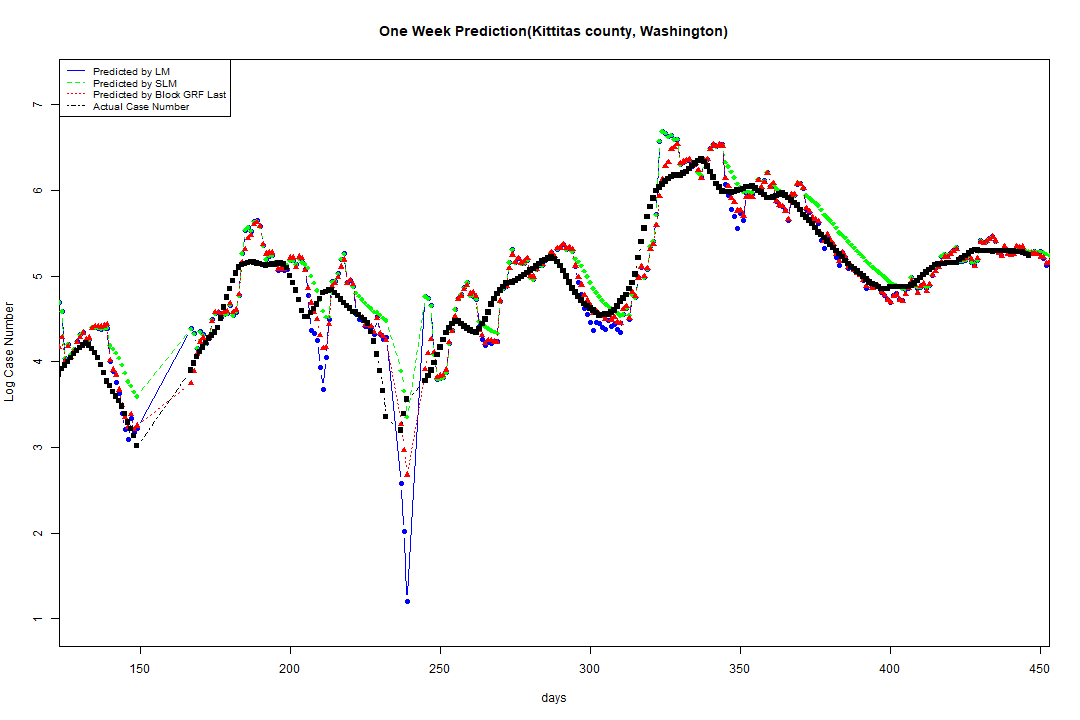 One Week Prediction(Kittitas county, Washington)
Predicted by LM
Predicted by SLM
Predicted by Block GRF Last
Actual Case Number
Log Case Number
7
6
5
4
3
2
1
150 200 250 300 350 400 450
days